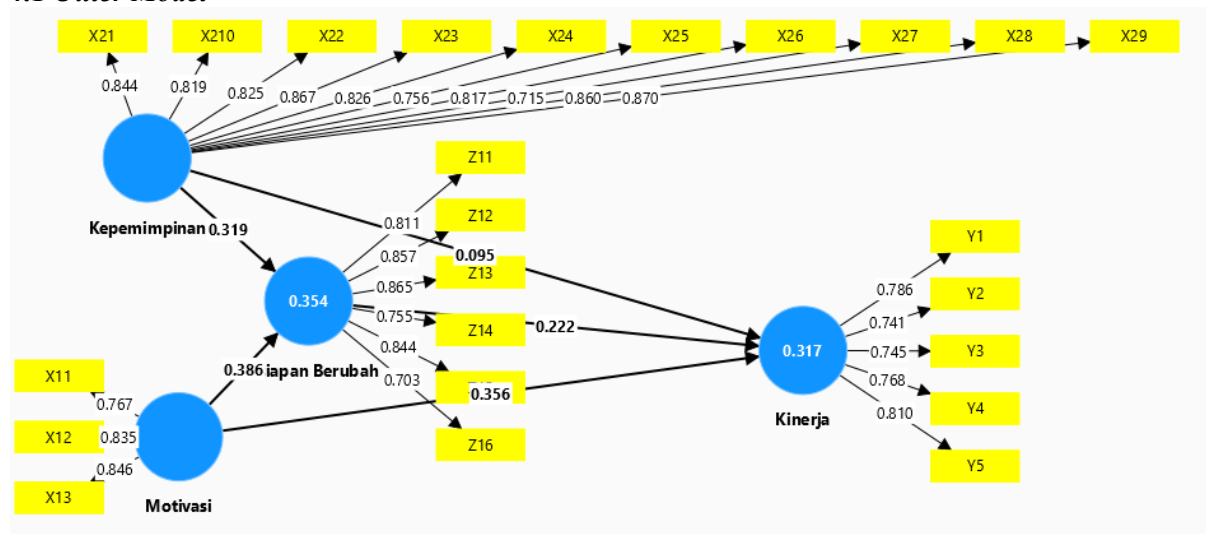 X21 X210 X22 X23 X24 X25 X26 X27 X28 X29
0.844 0.819 0.825 0.867 0.826 0.756 0.817 0.715 0.860 0.870
Z11
Kepemimpinan 0.319
0.811
Z12
0.857
0.095
Y1
Z13
0.865
0.786
0.354
Y2
0.755
Z14
0.222
0.741
0.317
0.745
Y3
0.844
0.386 iapan Berubah
0.703
0.356
0.768
X11
0.767
Y4
Kinerja
0.810
X12
0.835
Z16
0.846
Y5
X13
Motivasi